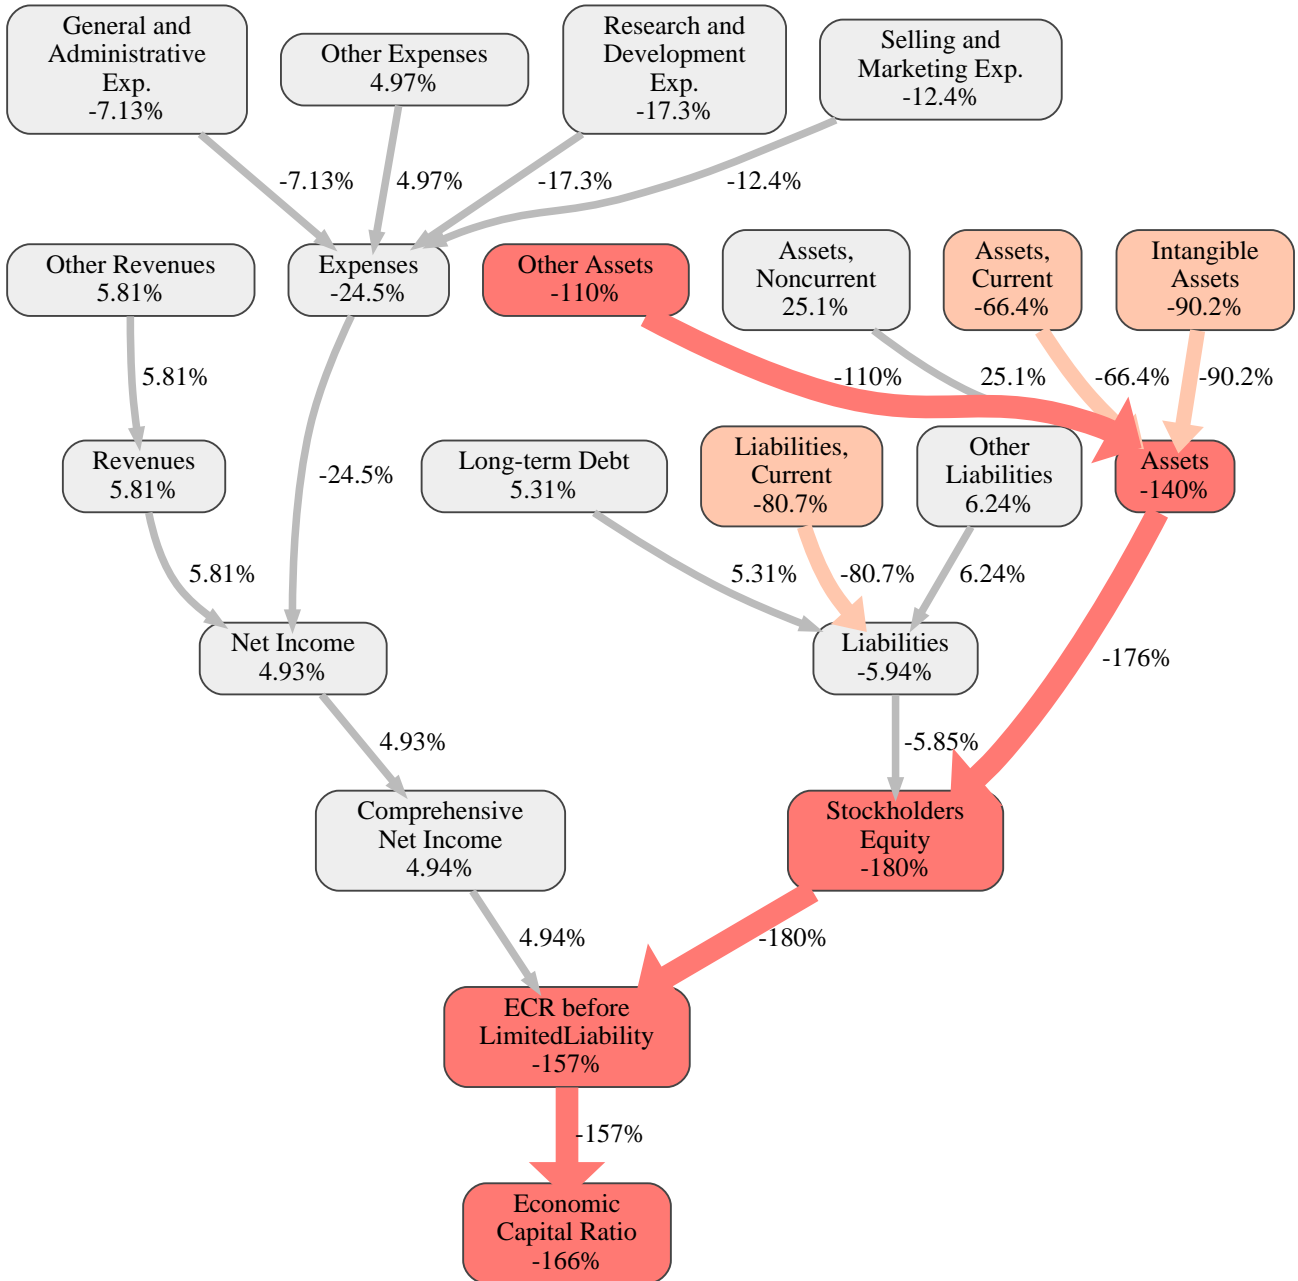 General and
Administrative
Exp.
-7.13%
Other Expenses
4.97%
Research and
Development
Exp.
-17.3%
Selling and
Marketing Exp.
-12.4%
-7.13%
4.97%
-17.3%
-12.4%
Other Revenues
5.81%
Expenses
-24.5%
Other Assets
-110%
Assets,
Noncurrent
25.1%
Assets,
Current
-66.4%
Intangible
Assets
-90.2%
5.81%
-110%
25.1%
-66.4%
-90.2%
Revenues
5.81%
-24.5%
Long-term Debt
5.31%
Liabilities,
Current
-80.7%
Other
Liabilities
6.24%
Assets
-140%
5.81%
5.31%
-80.7%
6.24%
Net Income
4.93%
Liabilities
-5.94%
-176%
4.93%
-5.85%
Comprehensive
Net Income
4.94%
Stockholders
Equity
-180%
4.94%
-180%
ECR before
LimitedLiability
-157%
-157%
Economic
Capital Ratio
-166%